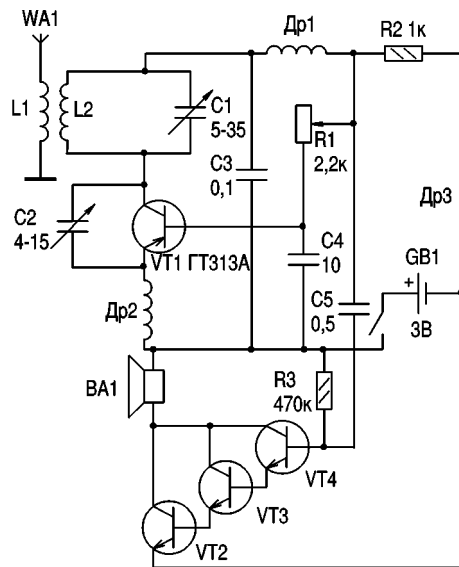 WA1
Др1
R2 1к
L1
L2
C1
5-35
R1
2,2к
C3
0,1
Др3
C2
4-15
VT1 ГТ313А
C4
10
GB1
+
3В
C5
0,5
Др2
BA1
R3
470к
VT4
VT3
VT2